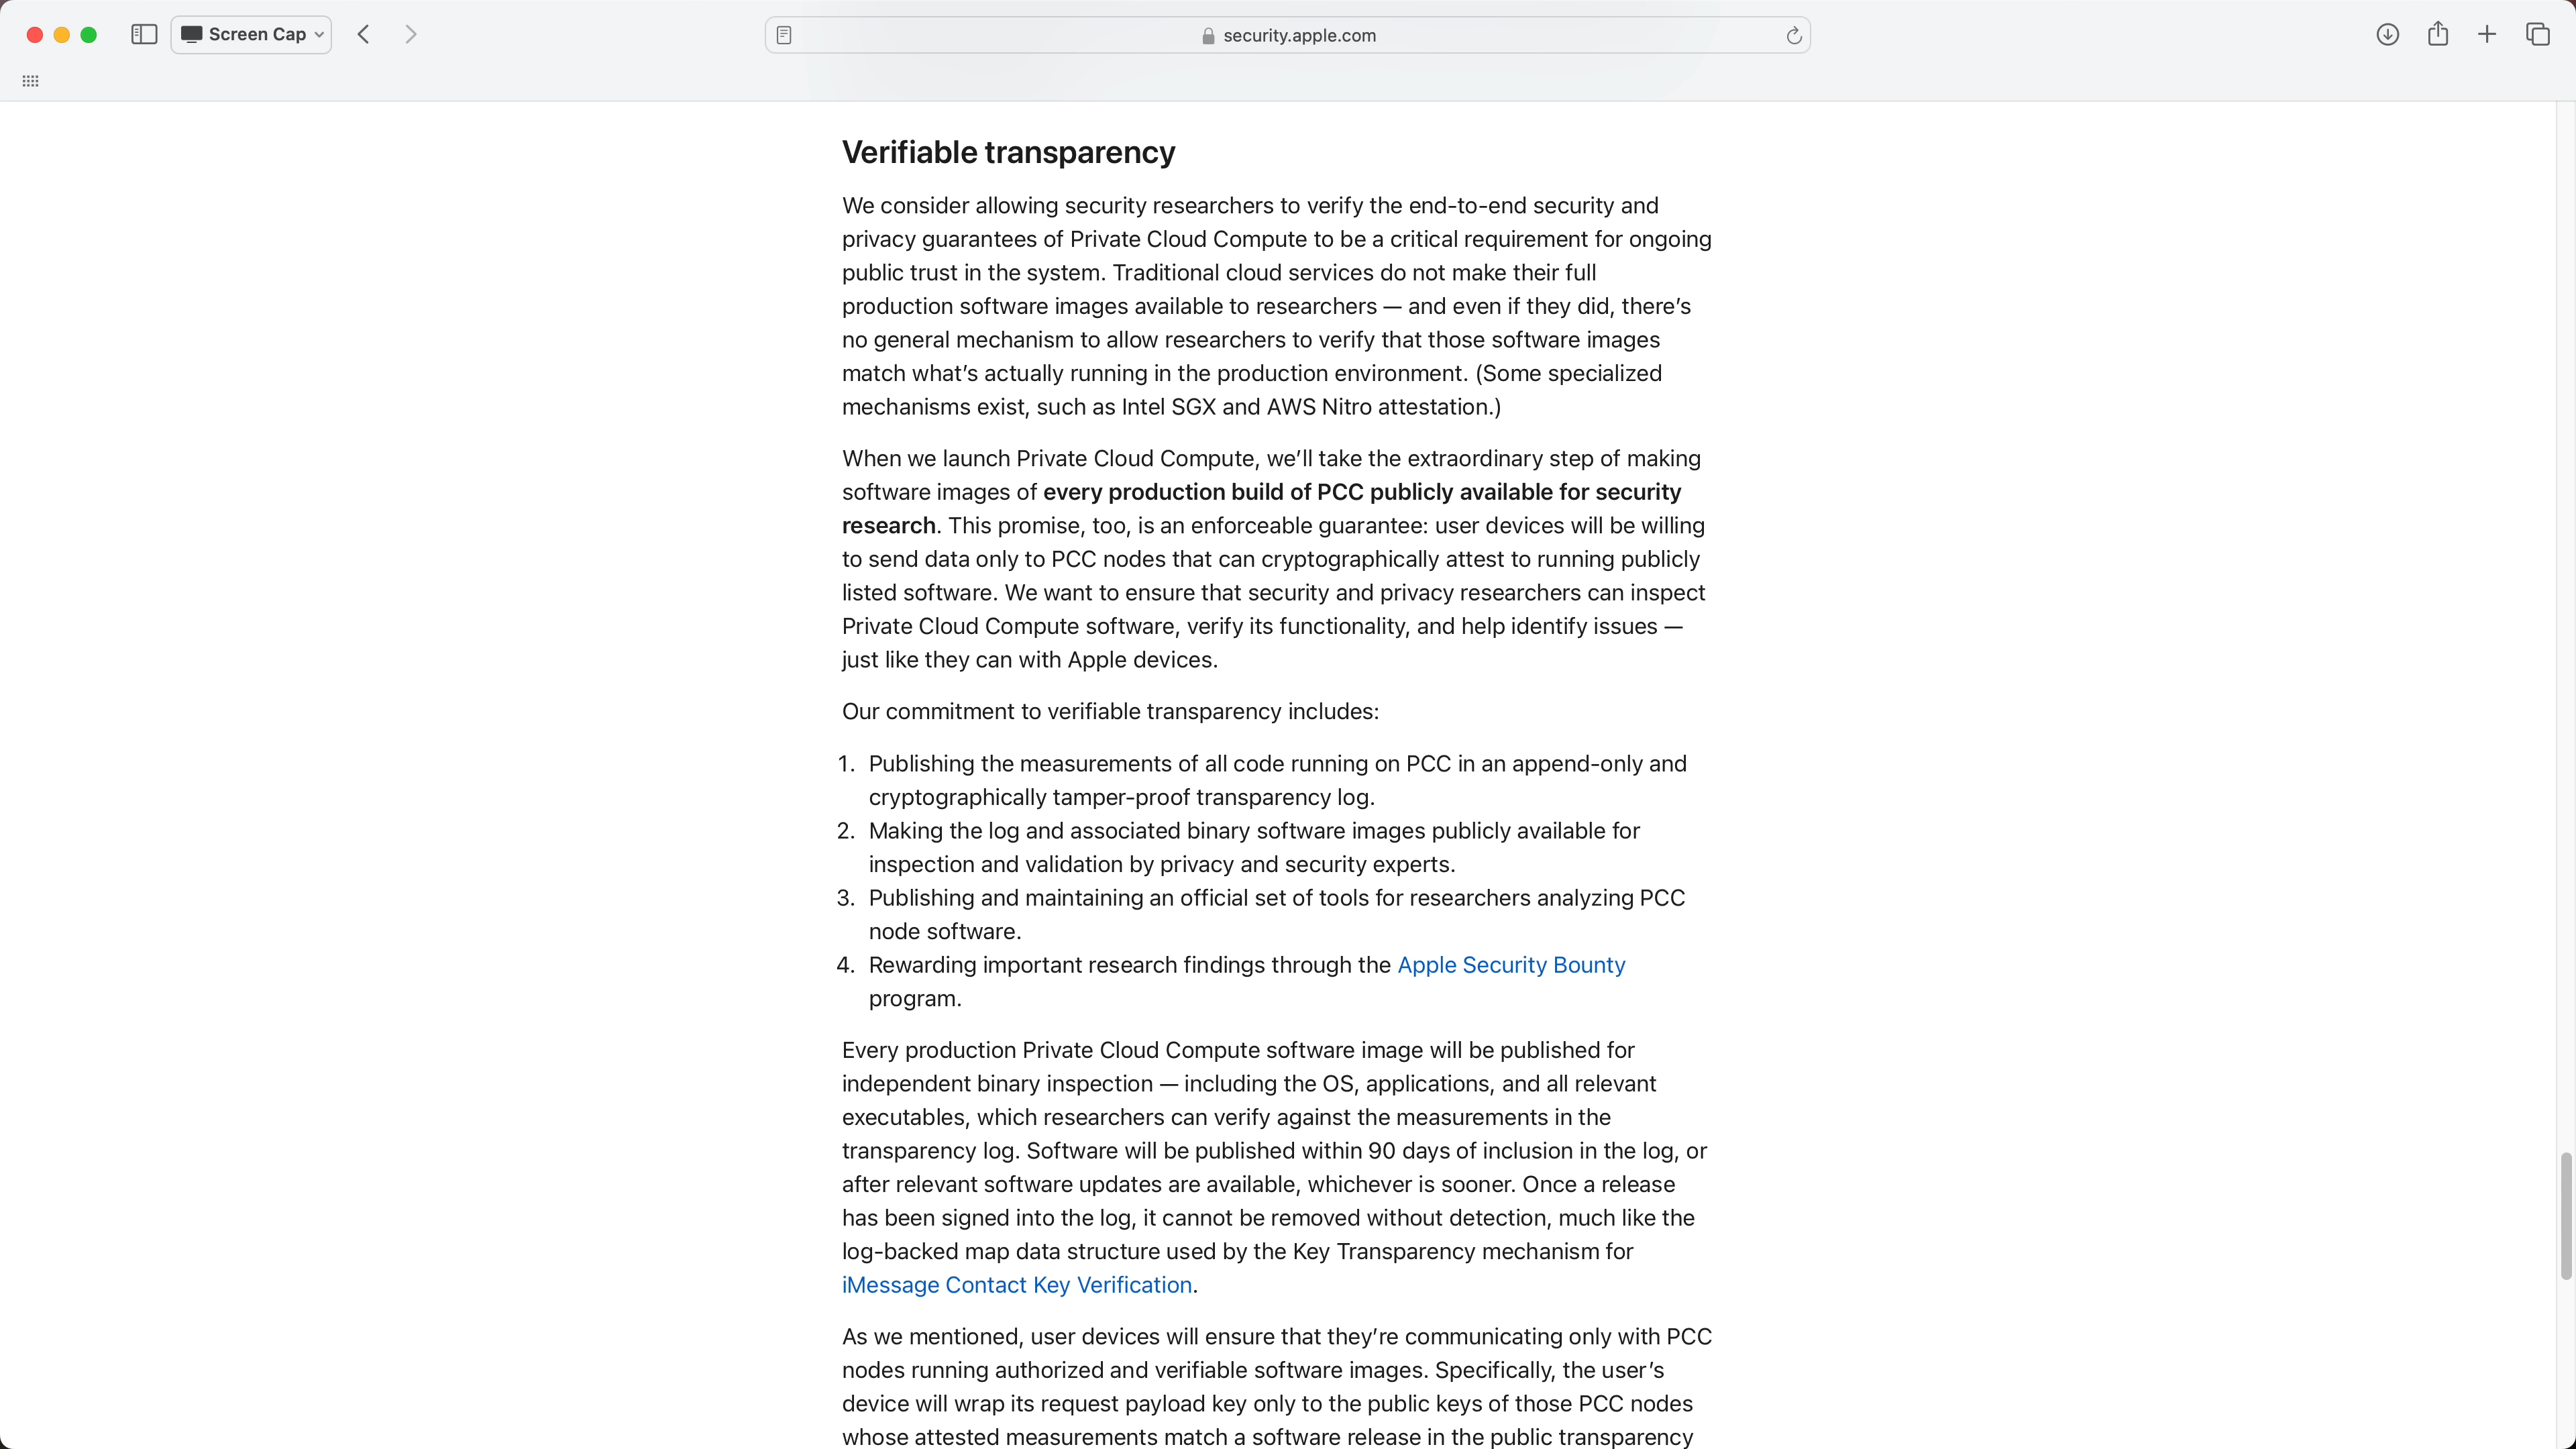 Screen Cap
security.apple.com
Verifiable transparency
We consider allowing security researchers to verify the end-to-end security and
privacy guarantees of Private Cloud Compute to be a critical requirement for ongoing
public trust in the system. Traditional cloud services do not make their full
production software images available to researchers — and even if they did, there’s
no general mechanism to allow researchers to verify that those software images
match what’s actually running in the production environment. (Some specialized
mechanisms exist, such as Intel SGX and AWS Nitro attestation.)
When we launch Private Cloud Compute, we’ll take the extraordinary step of making
software images of every production build of PCC publicly available for security
research. This promise, too, is an enforceable guarantee: user devices will be willing
to send data only to PCC nodes that can cryptographically attest to running publicly
listed software. We want to ensure that security and privacy researchers can inspect
Private Cloud Compute software, verify its functionality, and help identify issues —
just like they can with Apple devices.
Our commitment to verifiable transparency includes:
1. Publishing the measurements of all code running on PCC in an append-only and
cryptographically tamper-proof transparency log.
2. Making the log and associated binary software images publicly available for
inspection and validation by privacy and security experts.
3. Publishing and maintaining an official set of tools for researchers analyzing PCC
node software.
4. Rewarding important research findings through the Apple Security Bounty
program.
Every production Private Cloud Compute software image will be published for
independent binary inspection — including the OS, applications, and all relevant
executables, which researchers can verify against the measurements in the
transparency log. Software will be published within 90 days of inclusion in the log, or
after relevant software updates are available, whichever is sooner. Once a release
has been signed into the log, it cannot be removed without detection, much like the
log-backed map data structure used by the Key Transparency mechanism for
iMessage Contact Key Verification.
As we mentioned, user devices will ensure that they’re communicating only with PCC
nodes running authorized and verifiable software images. Specifically, the user’s
device will wrap its request payload key only to the public keys of those PCC nodes
whose attested measurements match a software release in the public transparency